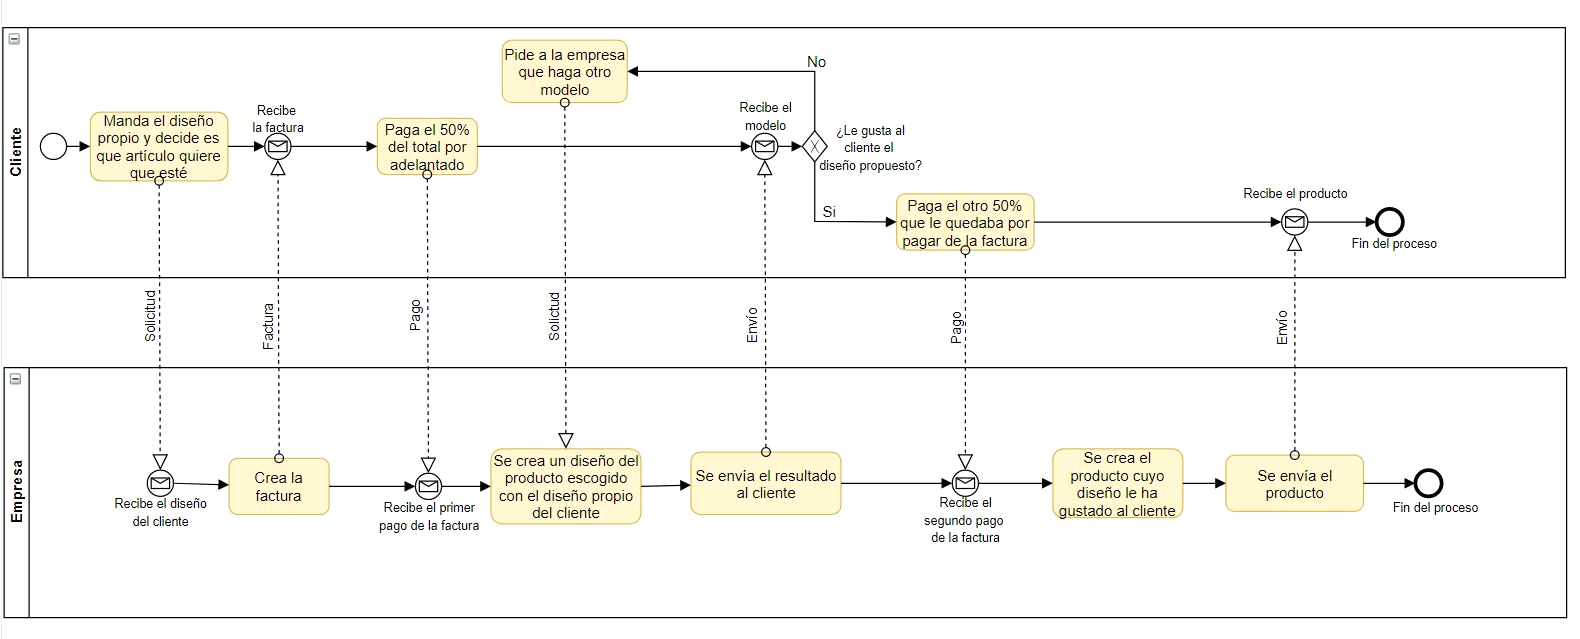 Cliente
Manda el diseño
propio y decide es
que artículo quiere
que esté
Recibe
la factura
Paga el 50%
del total por
adelantado
Pide a la empresa
que haga otro
modelo
Recibe el
modelo
No
¿Le gusta al
cliente el
diseño propuesto?
Si
Paga el otro 50%
que le quedaba por
pagar de la factura
Recibe el producto
Fin del proceso
Solicitud
Factura
Pago
Solictud
Envío
Pago
Envío
Empresa
Recibe el diseño
del cliente
Crea la
factura
Recibe el primer
pago de la factura
Se crea un diseño del
producto escogido
con el diseño propio
del cliente
Se envía el resultado
al cliente
Recibe el
segundo pago
de la factura
Se crea el
producto cuyo
diseño le ha
gustado al cliente
Se envía el
producto
Fin del proceso